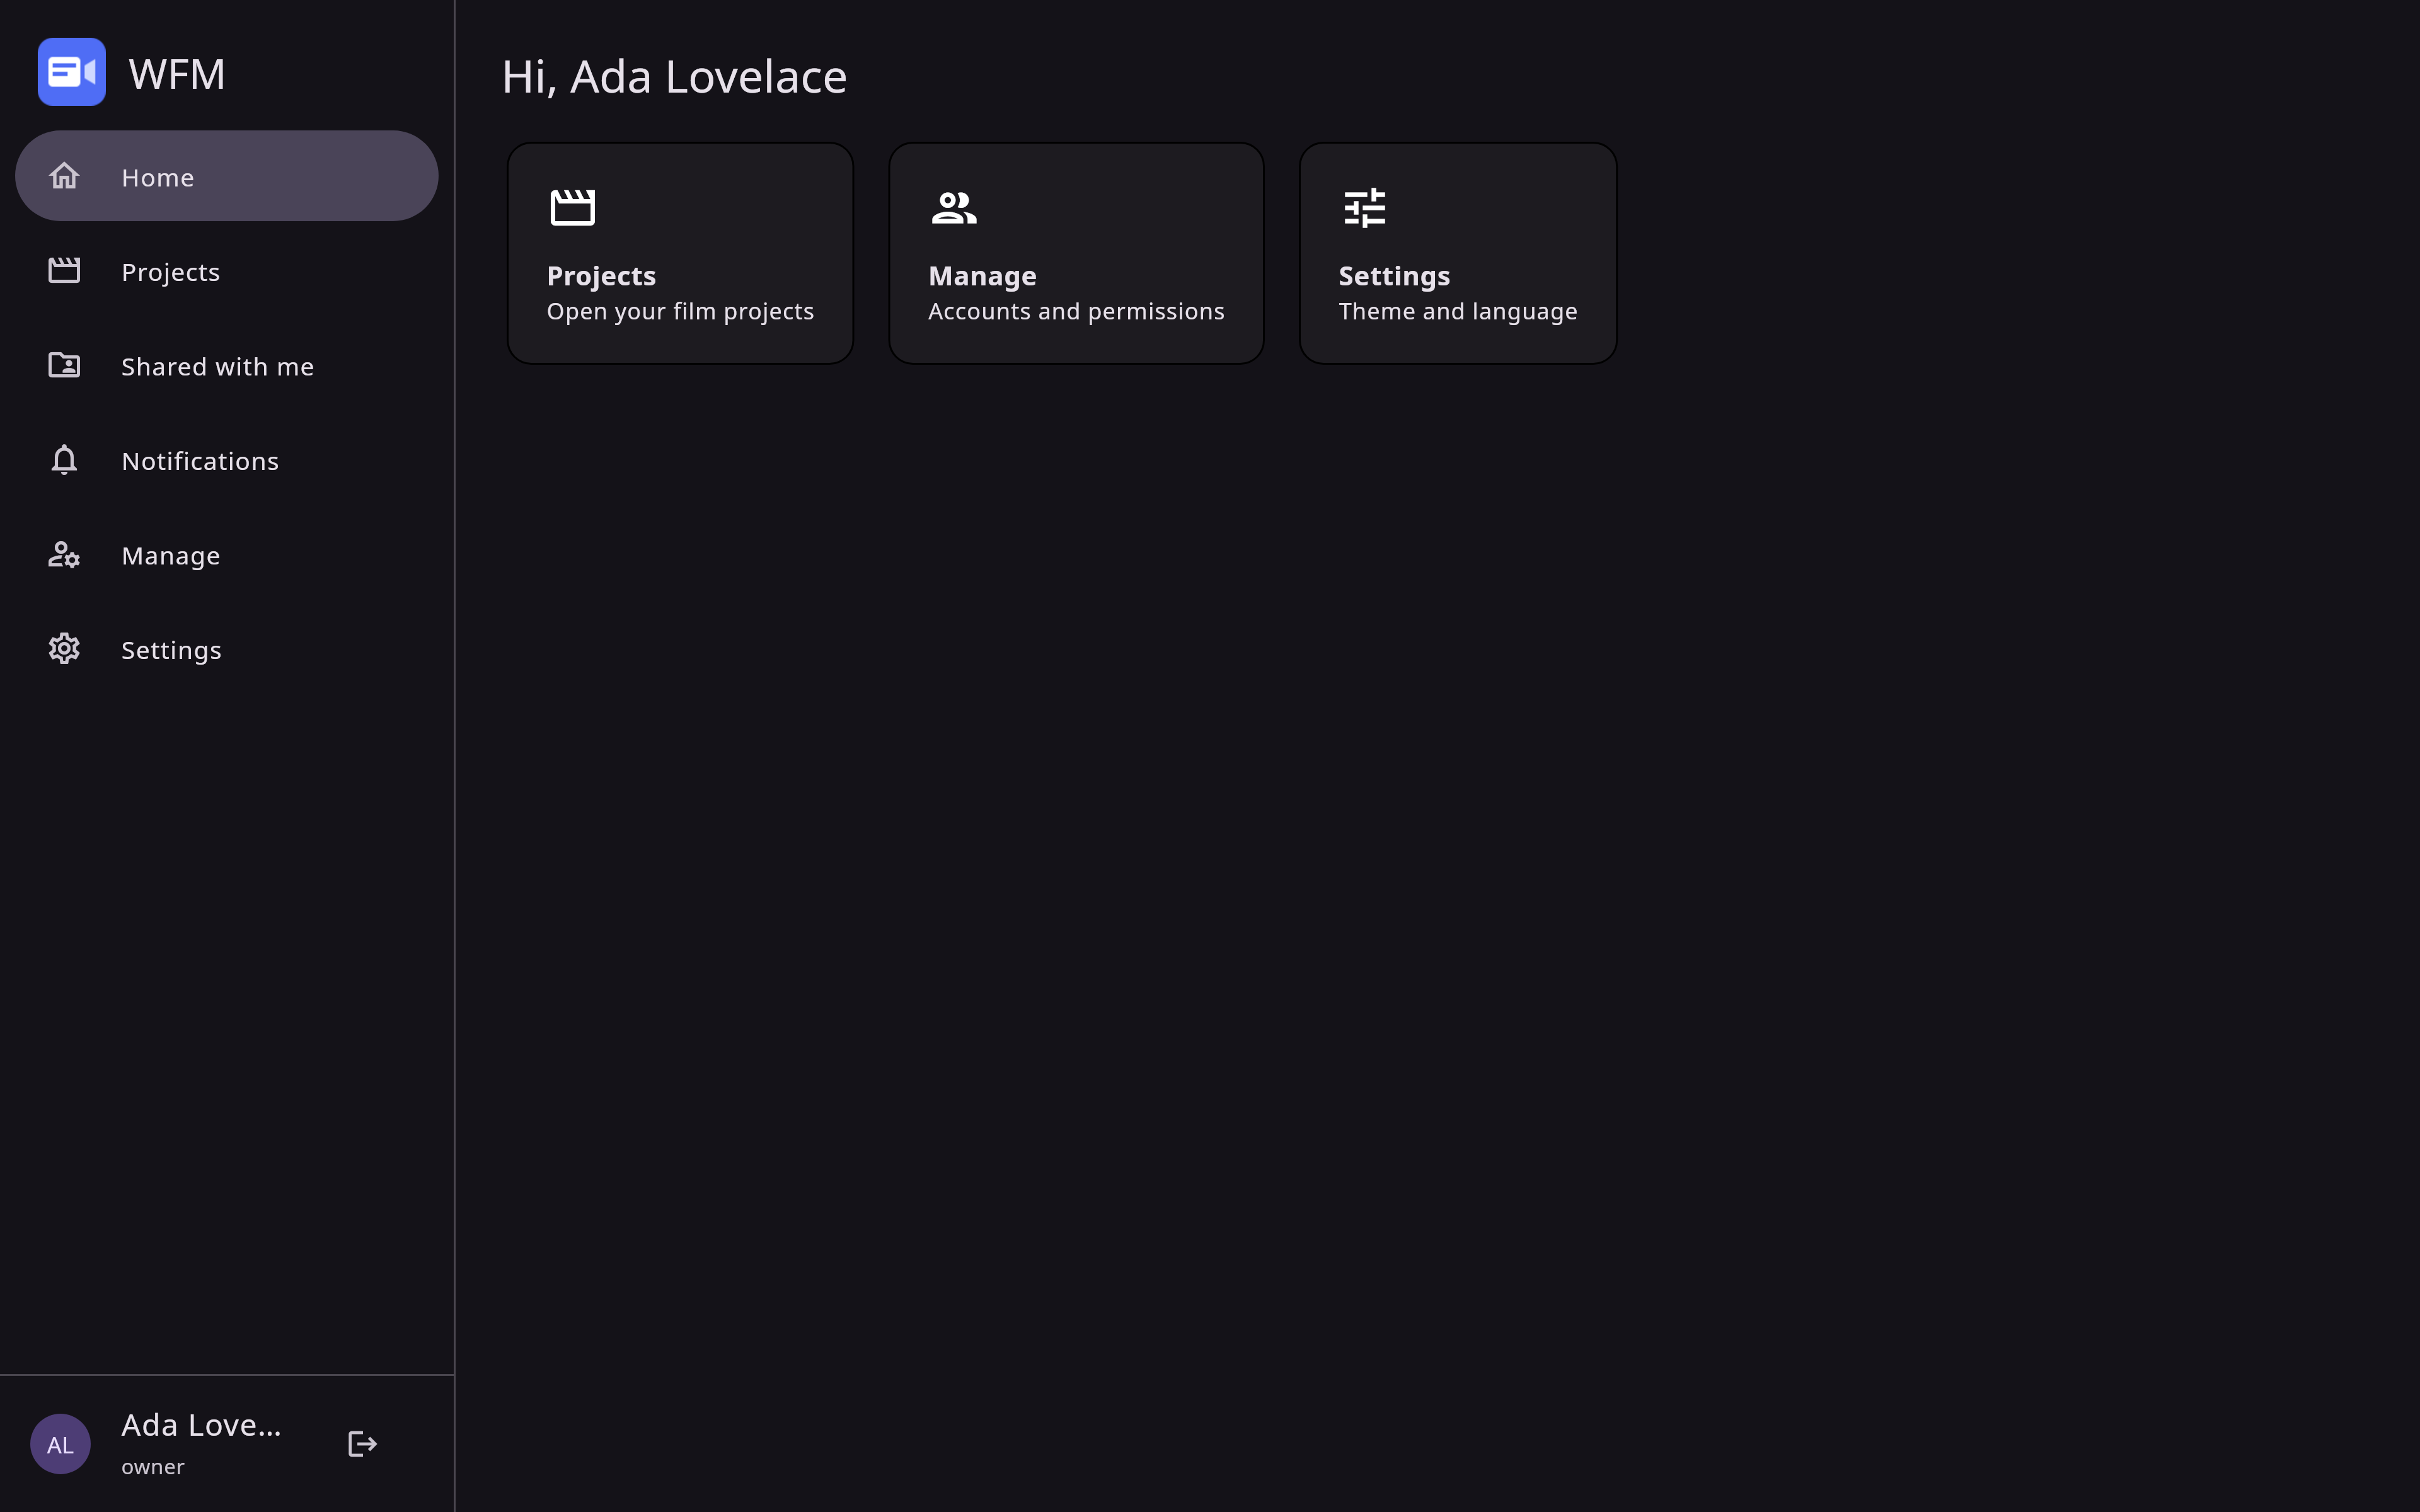 WFM
Home
Projects
Shared with me
Notifications
Manage
Settings
Ada Love...
owner
AL
Hi, Ada Lovelace
Projects
Open your film projects
Manage
Accounts and permissions
Settings
Theme and language